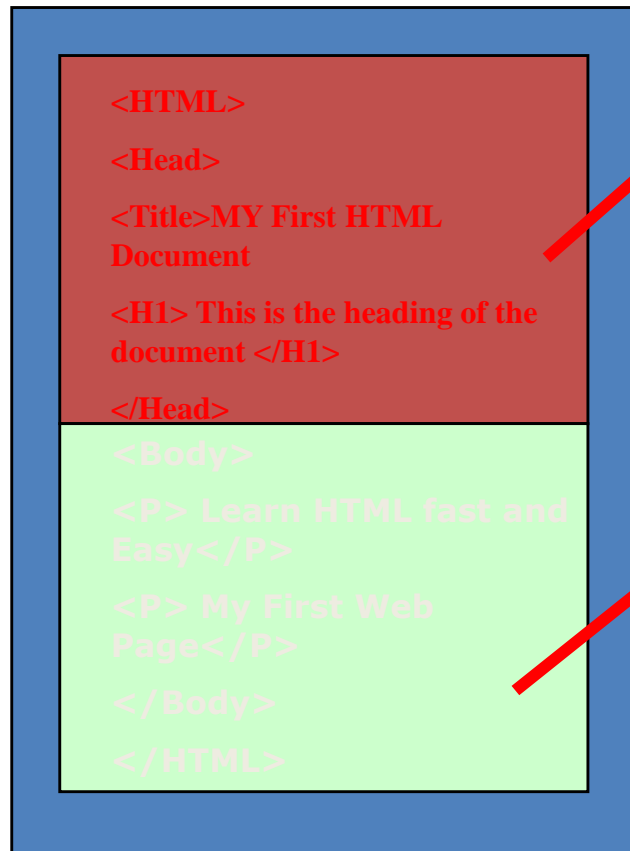 <HTML>
<Head>
<Title>MY First HTML
Document
<H1> This is the heading of the
document </H1>
</Head>
<Body>
<P> Learn HTML fast and
Easy</P>
<P> My First Web
Page</P>
</Body>
</HTML>